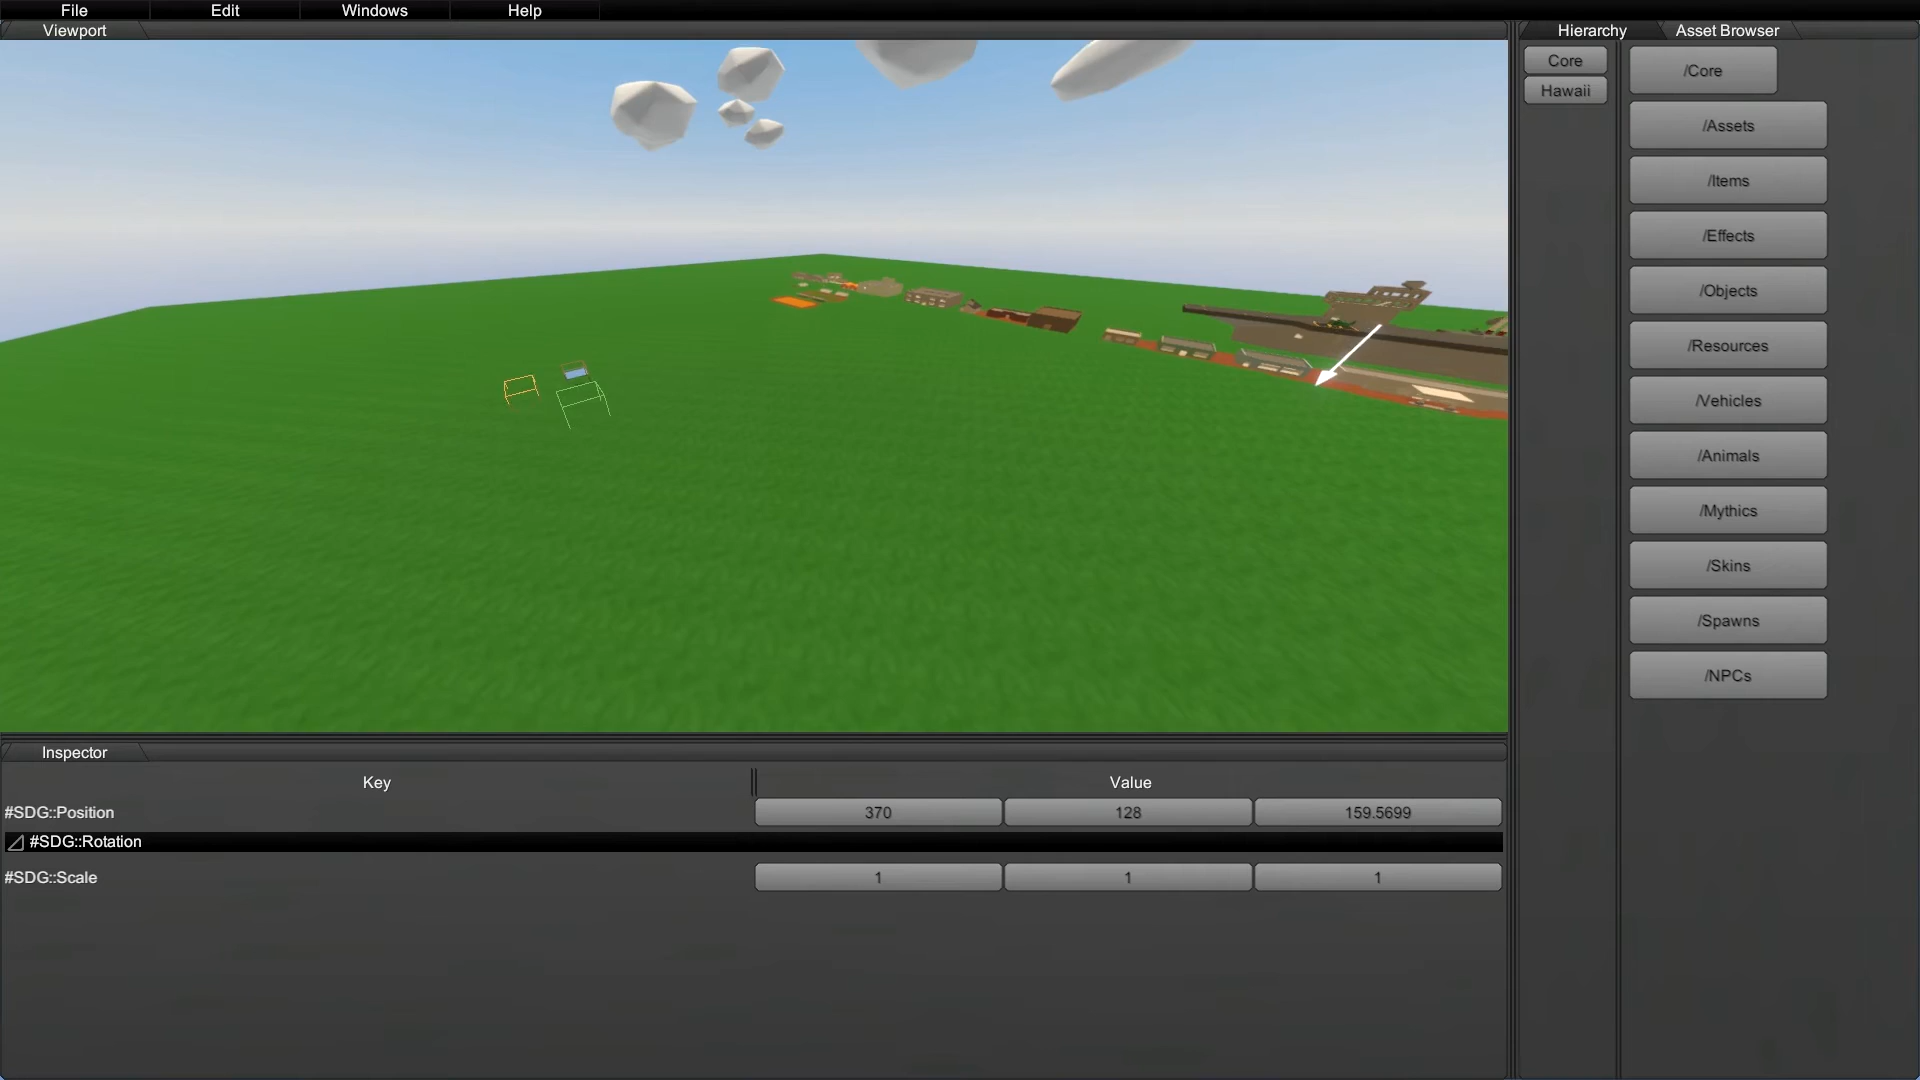 File Edit Windows Help
Viewport
Hierarchy Asset Browser
Core
Hawaii
/Core
/Assets
/Items
/Effects
/Objects
/Resources
/Vehicles
/Animals
/Mythics
/Skins
/Spawns
/NPCs
Inspector
Key Value
#SDG::Position 370 128 159.5699
#SDG::Rotation
#SDG::Scale 1 1 1